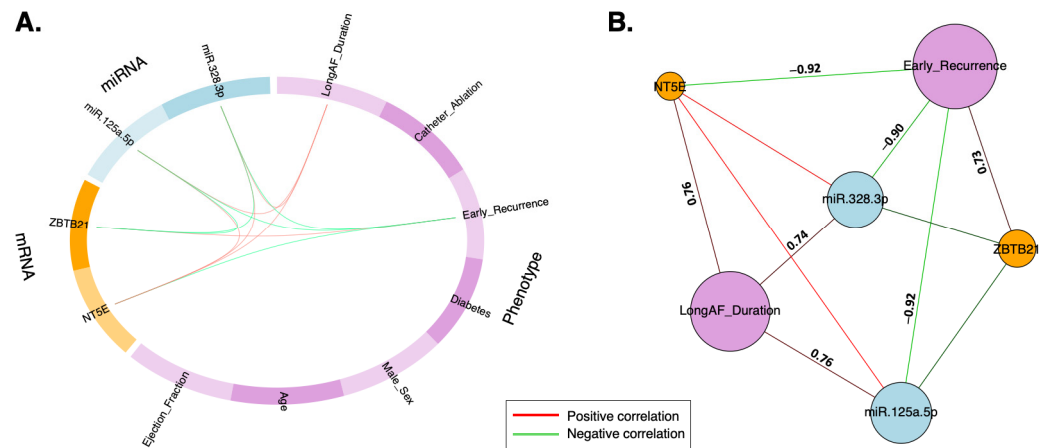 A.
miRNA
miR.328.3p
miR.125a.5p
LongAF_Duration
Catheter_Ablation
Early_Recurrence
Phenotype
Diabetes
Male_Sex
Age
Ejection_Fraction
mRNA
ZBTB21
NT5E
B.
Early_Recurrence
NT5E
−0.92
−0.90
0.73
0.76
miR.328.3p
0.74
ZBTB21
LongAF_Duration
−0.92
0.76
miR.125a.5p
Positive correlation
Negative correlation